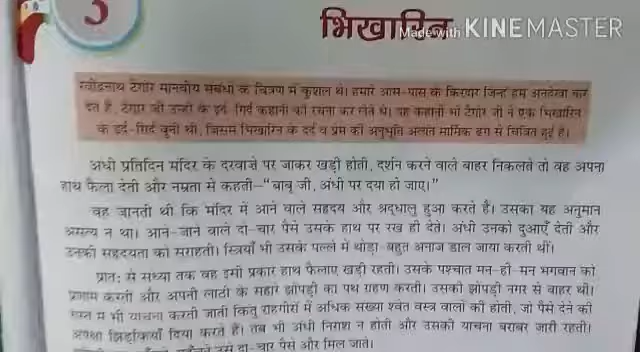 5
भिखारिन
Made with KINEMASTER
रवीन्द्रनाथ टैगोर मानवीय संबंधों के चित्रण में कुशल थे। हमारे आस-पास के किरदार जिन्हें हम अनदेखा कर
देते हैं, टैगोर जी उन्हीं के इर्द-गिर्द कहानी की रचना कर लेते थे। यह कहानी भी टैगोर जी ने एक भिखारिन
के इर्द-गिर्द बुनी थी, जिसमें भिखारिन के दर्द व प्रेम की अनुभूति अत्यंत मार्मिक ढंग से चित्रित हुई है।
अंधी प्रतिदिन मंदिर के दरवाज़े पर जाकर खड़ी होती, दर्शन करने वाले बाहर निकलते तो वह अपना
हाथ फैला देती और नम्रता से कहती–"बाबू जी, अंधी पर दया हो जाए।"
वह जानती थी कि मंदिर में आने वाले सहृदय और श्रद्धालु हुआ करते हैं। उसका यह अनुमान
असत्य न था। आने-जाने वाले दो-चार पैसे उसके हाथ पर रख ही देते। अंधी उनको दुआएँ देती और
उनकी सहृदयता को सराहती। स्त्रियाँ भी उसके पल्ले में थोड़ा-बहुत अनाज डाल जाया करती थीं।
प्रात: से संध्या तक वह इसी प्रकार हाथ फैलाए खड़ी रहती। उसके पश्चात मन-ही-मन भगवान को
प्रणाम करती और अपनी लाठी के सहारे झोंपड़ी का पथ ग्रहण करती। उसकी झोंपड़ी नगर से बाहर थी।
रास्ते में भी याचना करती जाती किंतु राहगीरों में अधिक संख्या श्वेत वस्त्र वालों की होती, जो पैसे देने की
अपेक्षा झिड़कियाँ दिया करते हैं। तब भी अंधी निराश न होती और उसकी याचना बराबर जारी रहती।
उसे दो-चार पैसे और मिल जाते।